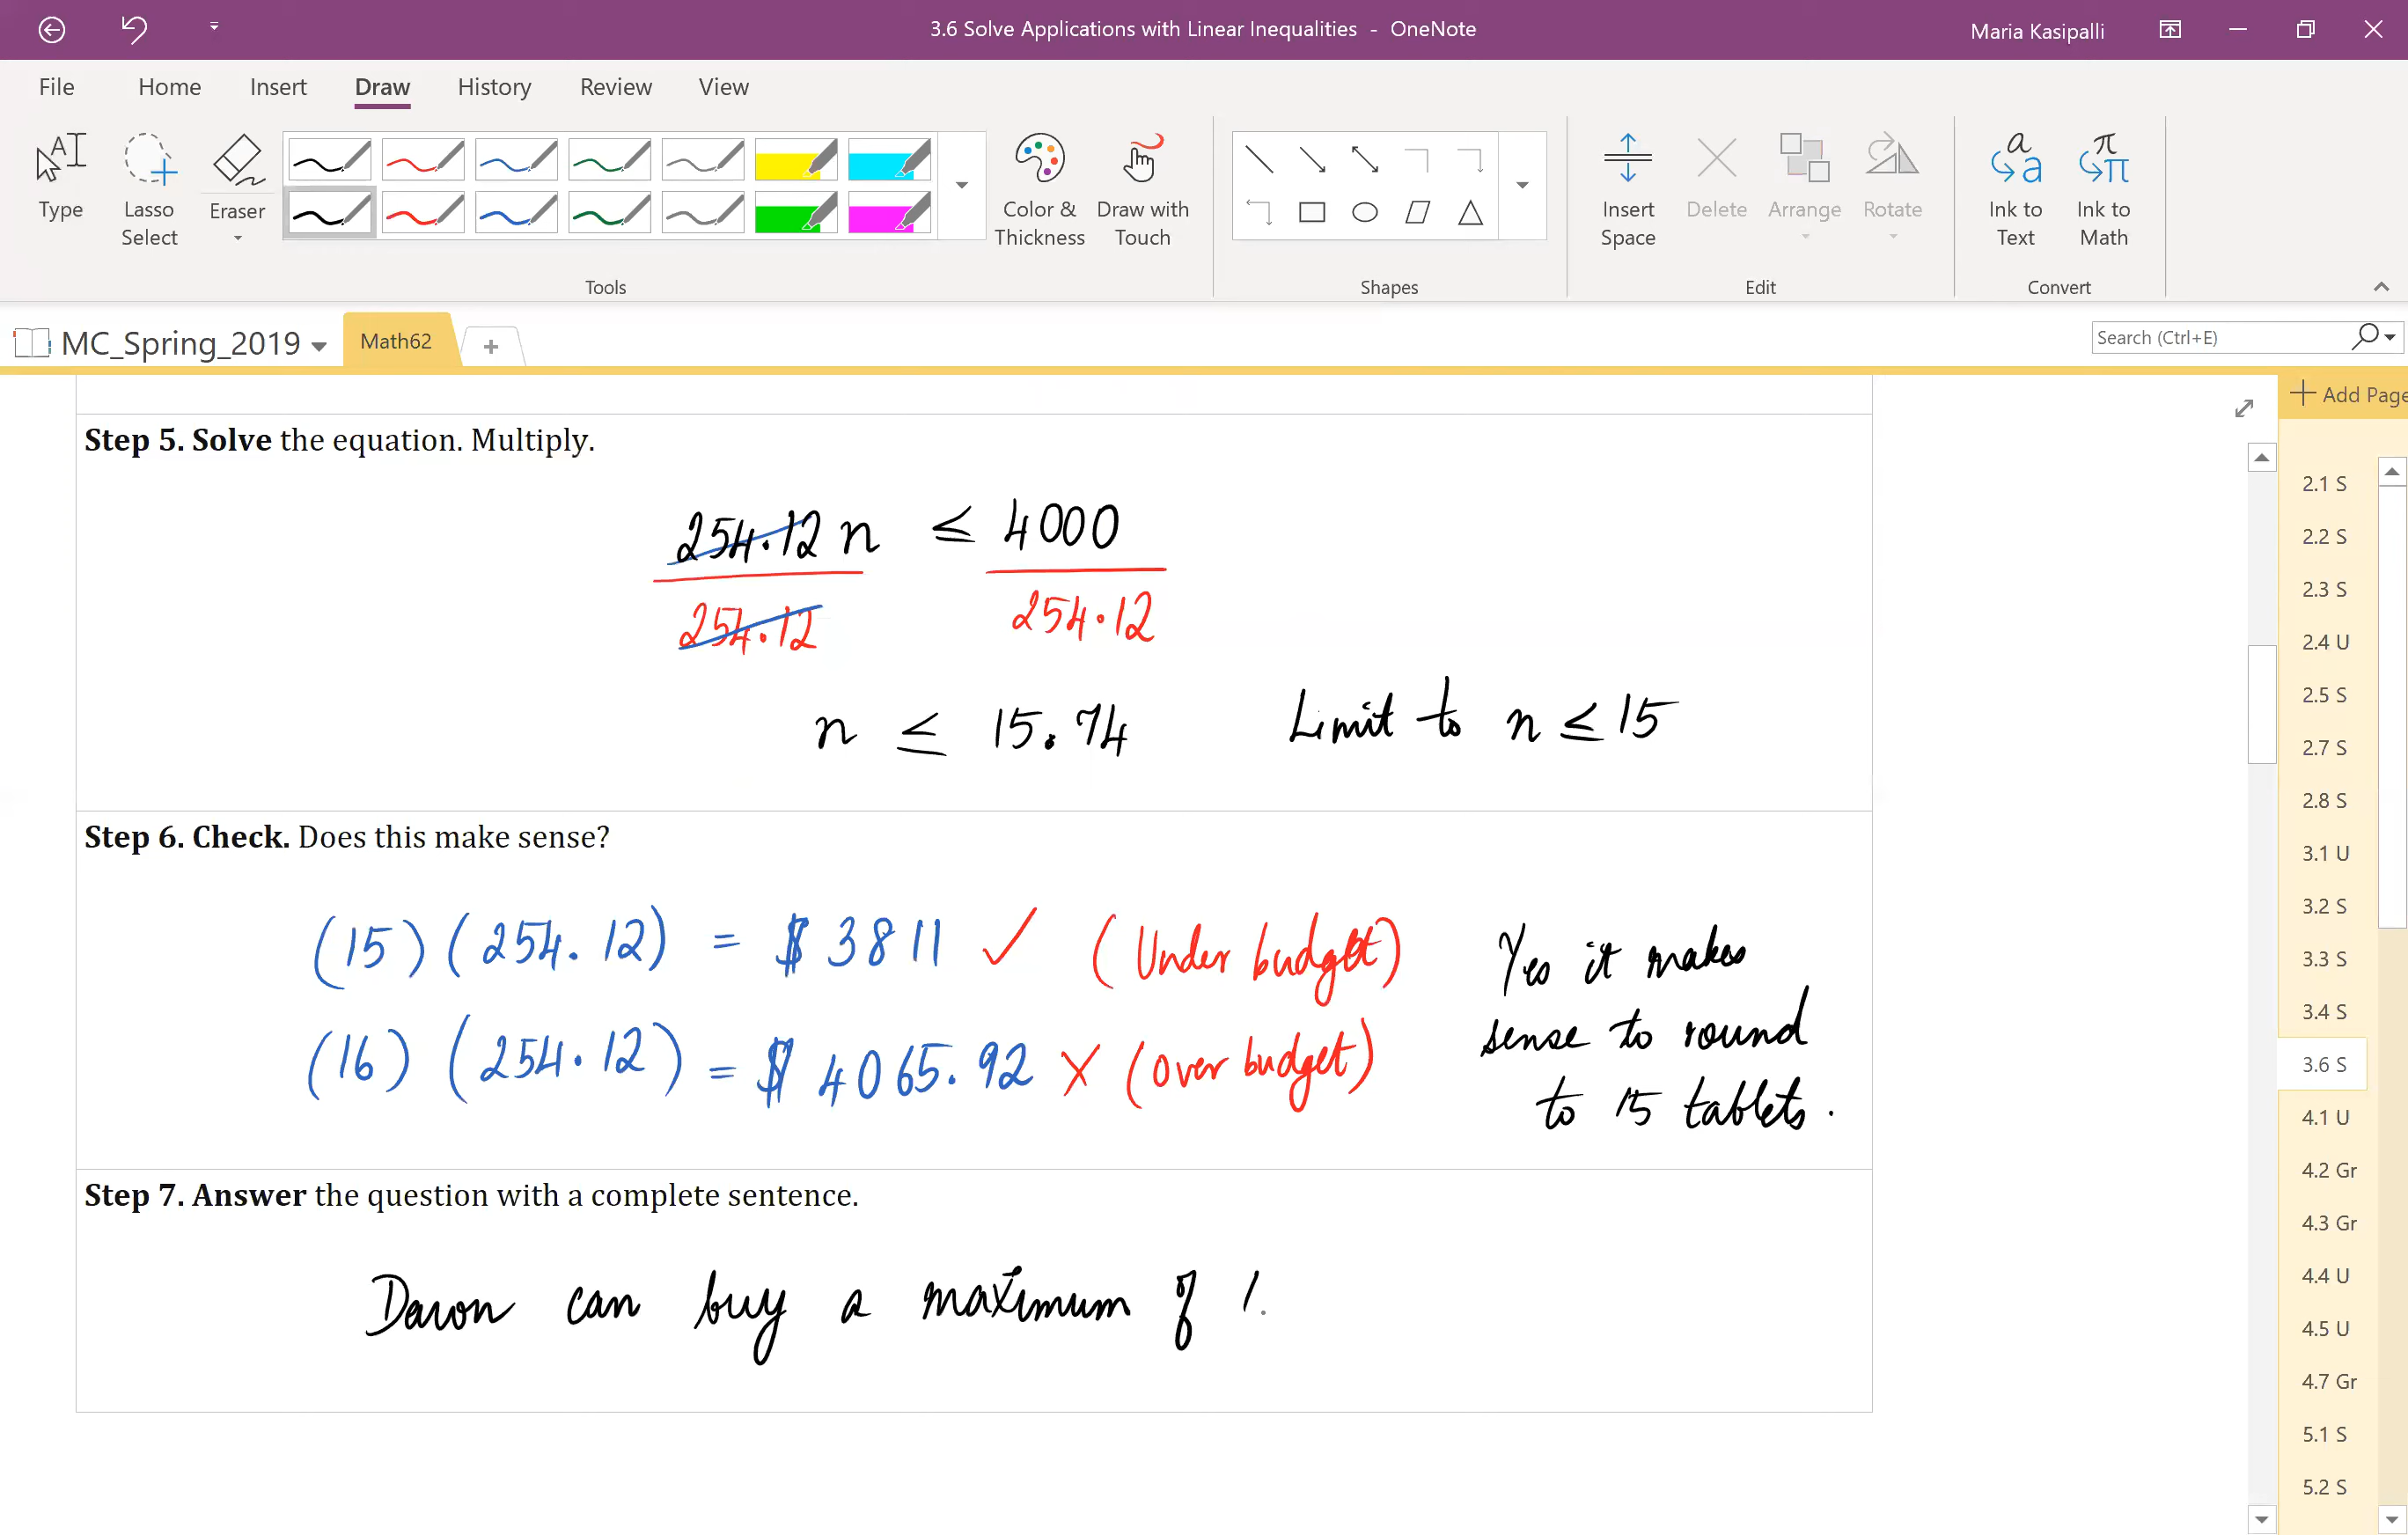 3.6 Solve Applications with Linear Inequalities - OneNote
Maria Kasipalli
File Home Insert Draw History Review View
Type
Lasso Select
Eraser
Color & Thickness
Draw with Touch
Insert Space
Delete
Arrange
Rotate
Ink to Text
Ink to Math
Tools
Shapes
Edit
Convert
MC_Spring_2019
Math62
Search (Ctrl+E)
Add Page
Step 5. Solve the equation. Multiply.
254.12 n ≤ 4000
254.12 254.12
n ≤ 15.74 Limit to n ≤ 15
Step 6. Check. Does this make sense?
(15) (254.12) = $ 3811 ✓ (Under budget)
(16) (254.12) = $ 4065.92 × (over budget)
Yes it makes
sense to round
to 15 tablets.
Step 7. Answer the question with a complete sentence.
Dawon can buy a maximum of 1
2.1 S
2.2 S
2.3 S
2.4 U
2.5 S
2.7 S
2.8 S
3.1 U
3.2 S
3.3 S
3.4 S
3.6 S
4.1 U
4.2 Gr
4.3 Gr
4.4 U
4.5 U
4.7 Gr
5.1 S
5.2 S